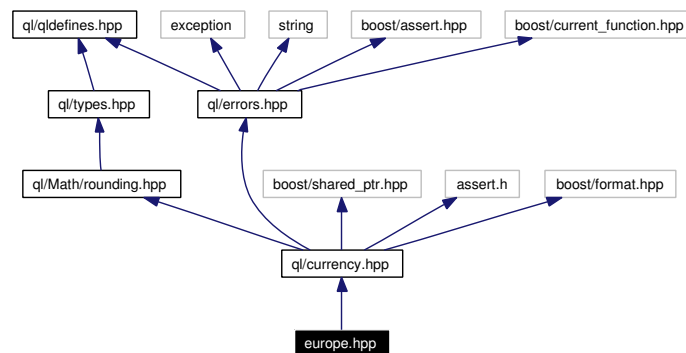 ql/qldefines.hpp
exception
string
boost/assert.hpp
boost/current_function.hpp
ql/types.hpp
ql/errors.hpp
ql/Math/rounding.hpp
boost/shared_ptr.hpp
assert.h
boost/format.hpp
ql/currency.hpp
europe.hpp